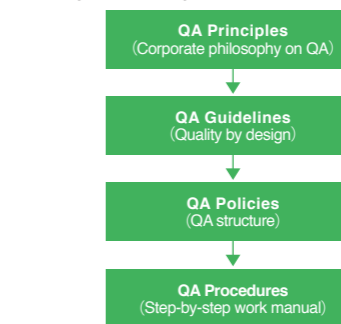 QA Principles
(Corporate philosophy on QA)
QA Guidelines
(Quality by design)
QA Policies
(QA structure)
QA Procedures
(Step-by-step work manual)